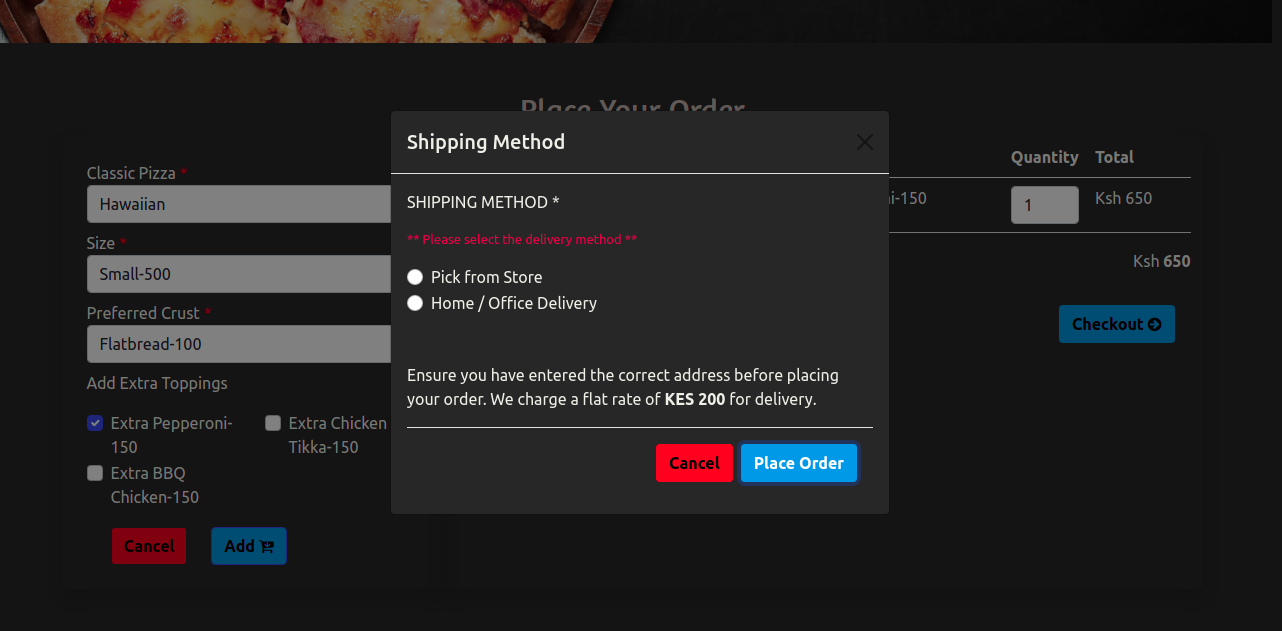 Place Your Order
Shipping Method
SHIPPING METHOD *
** Please select the delivery method **
Pick from Store
Home / Office Delivery
Ensure you have entered the correct address before placing
your order. We charge a flat rate of KES 200 for delivery.
Cancel
Place Order
Classic Pizza *
Hawaiian
Size *
Small-500
Preferred Crust *
Flatbread-100
Add Extra Toppings
Extra Pepperoni-
150
Extra Chicken
Tikka-150
Extra BBQ
Chicken-150
Cancel
Add
Quantity Total
-150
1
Ksh 650
Ksh 650
Checkout